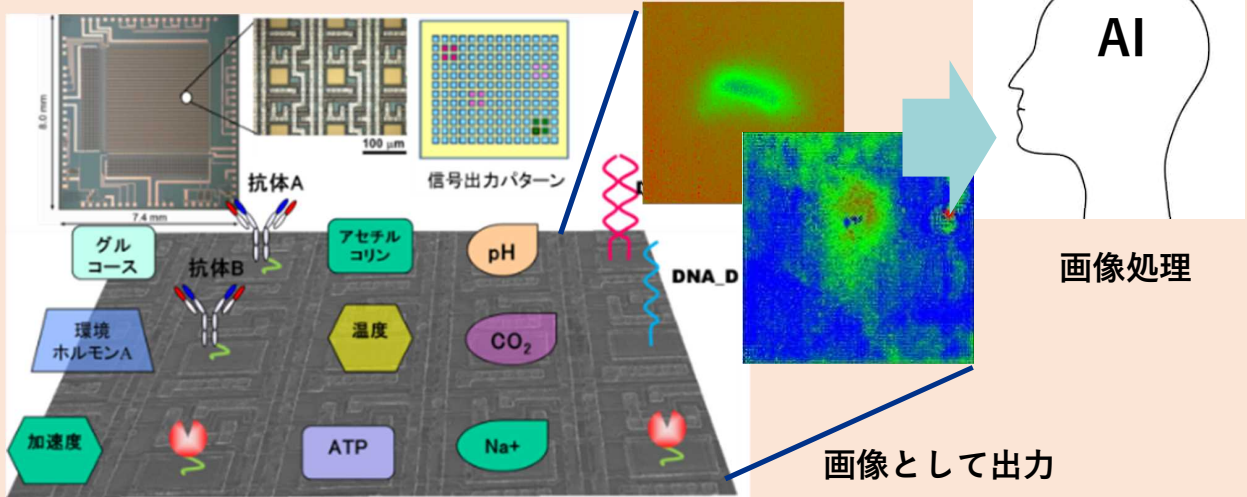 8.0 mm
7.4 mm
100 μm
信号出力パターン
抗体A
抗体B
グル
コース
アセチル
コリン
pH
DNA_D
環境
ホルモンA
温度
CO₂
加速度
ATP
Na+
AI
画像処理
画像として出力